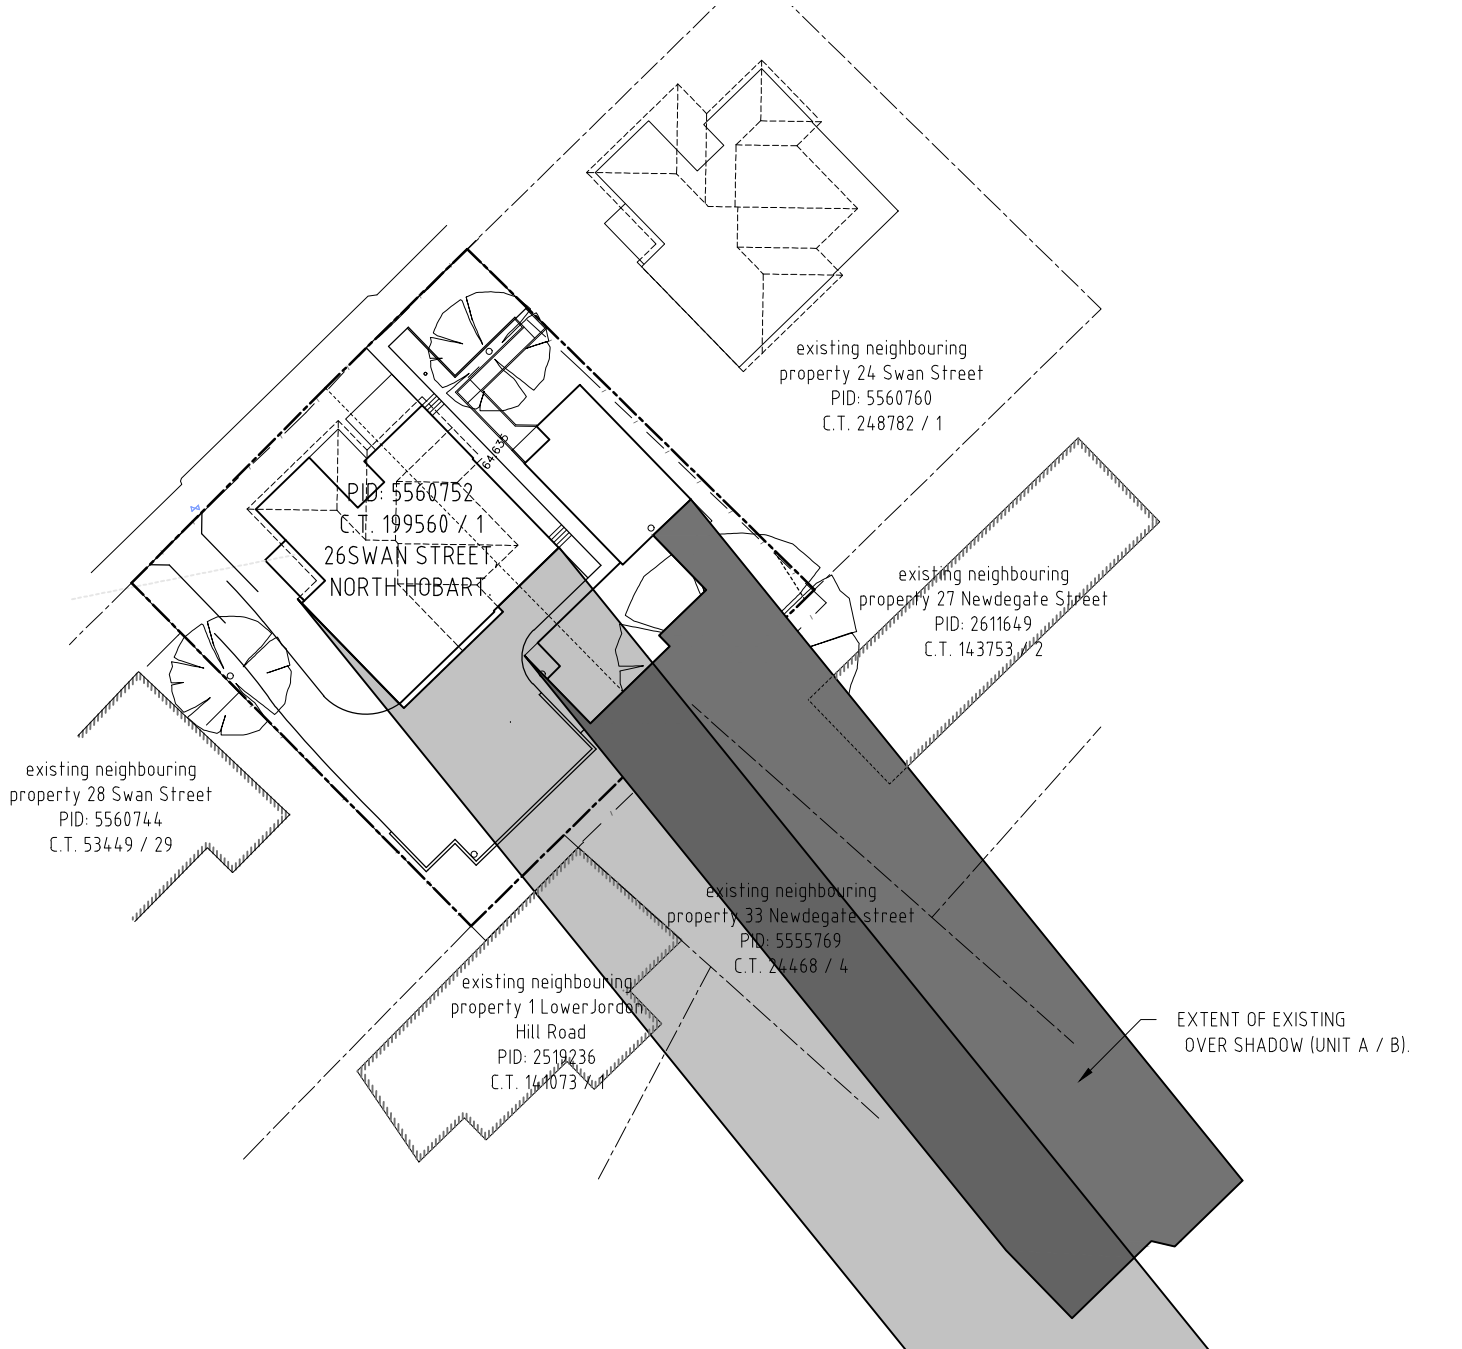 existing neighbouring
property 24 Swan Street
PID: 5560760
C.T. 248782 / 1
64.636
PID: 5560752
C.T. 199560 / 1
26SWAN STREET
NORTH HOBART
existing neighbouring
property 27 Newdegate Street
PID: 2611649
C.T. 143753 / 2
existing neighbouring
property 28 Swan Street
PID: 5560744
C.T. 53449 / 29
existing neighbouring
property 33 Newdegate street
PID: 5555769
C.T. 24468 / 4
existing neighbouring
property 1 LowerJordon
Hill Road
PID: 2519236
C.T. 141073 / 1
EXTENT OF EXISTING
OVER SHADOW (UNIT A / B).